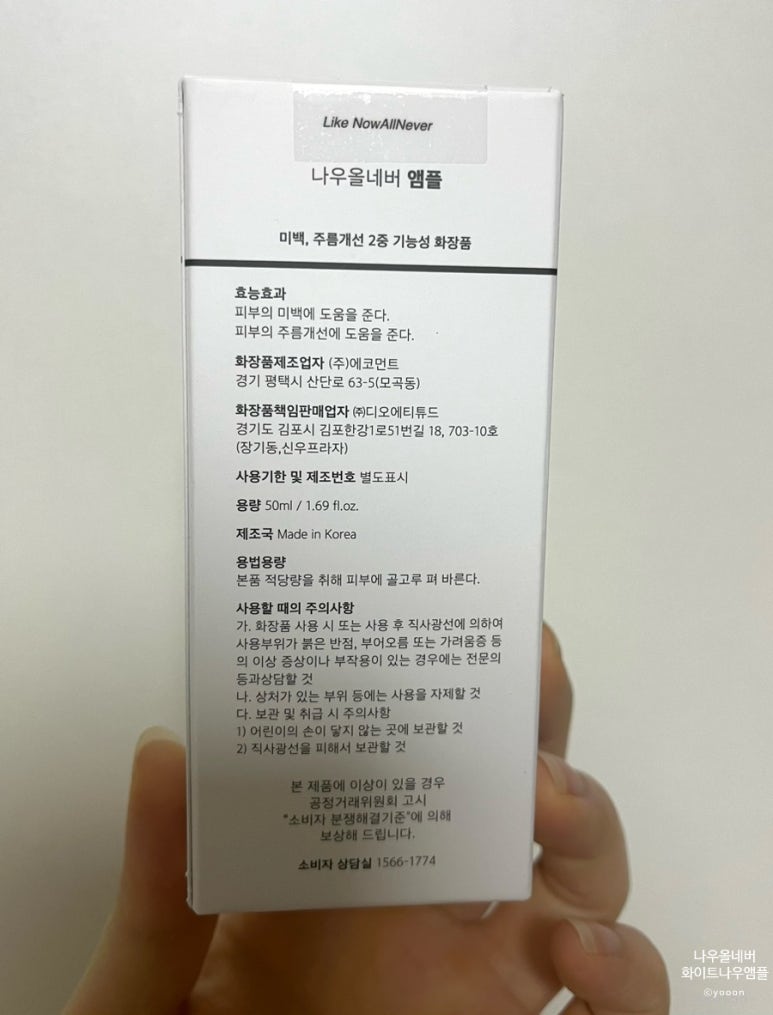 Like NowAllNever
나우올네버 앰플
미백, 주름개선 2중 기능성 화장품
효능효과
피부의 미백에 도움을 준다.
피부의 주름개선에 도움을 준다.
화장품제조업자 (주)에코먼트
경기 평택시 산단로 63-5(모곡동)
화장품책임판매업자 ㈜디오에티튜드
경기도 김포시 김포한강1로51번길 18, 703-10호
(장기동,신우프라자)
사용기한 및 제조번호 별도표시
용량 50ml / 1.69 fl.oz.
제조국 Made in Korea
용법용량
본품 적당량을 취해 피부에 골고루 펴 바른다.
사용할 때의 주의사항
가. 화장품 사용 시 또는 사용 후 직사광선에 의하여
사용부위가 붉은 반점, 부어오름 또는 가려움증 등
의 이상 증상이나 부작용이 있는 경우에는 전문의
등과상담할 것
나. 상처가 있는 부위 등에는 사용을 자제할 것
다. 보관 및 취급 시 주의사항
1) 어린이의 손이 닿지 않는 곳에 보관할 것
2) 직사광선을 피해서 보관할 것
본 제품에 이상이 있을 경우
공정거래위원회 고시
“소비자 분쟁해결기준”에 의해
보상해 드립니다.
소비자 상담실 1566-1774
나우올네버
화이트나우앰플
ⓒyooon